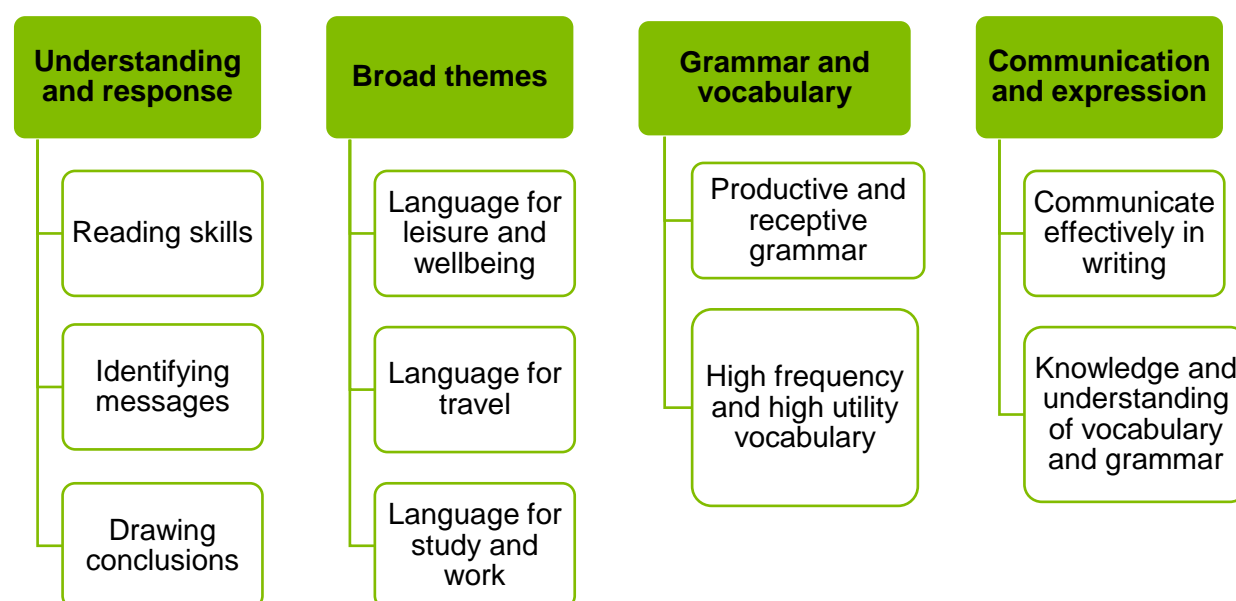 Understanding
and response
Reading skills
Identifying
messages
Drawing
conclusions
Broad themes
Language for
leisure and
wellbeing
Language for
travel
Language for
study and
work
Grammar and
vocabulary
Productive and
receptive
grammar
High frequency
and high utility
vocabulary
Communication
and expression
Communicate
effectively in
writing
Knowledge and
understanding
of vocabulary
and grammar